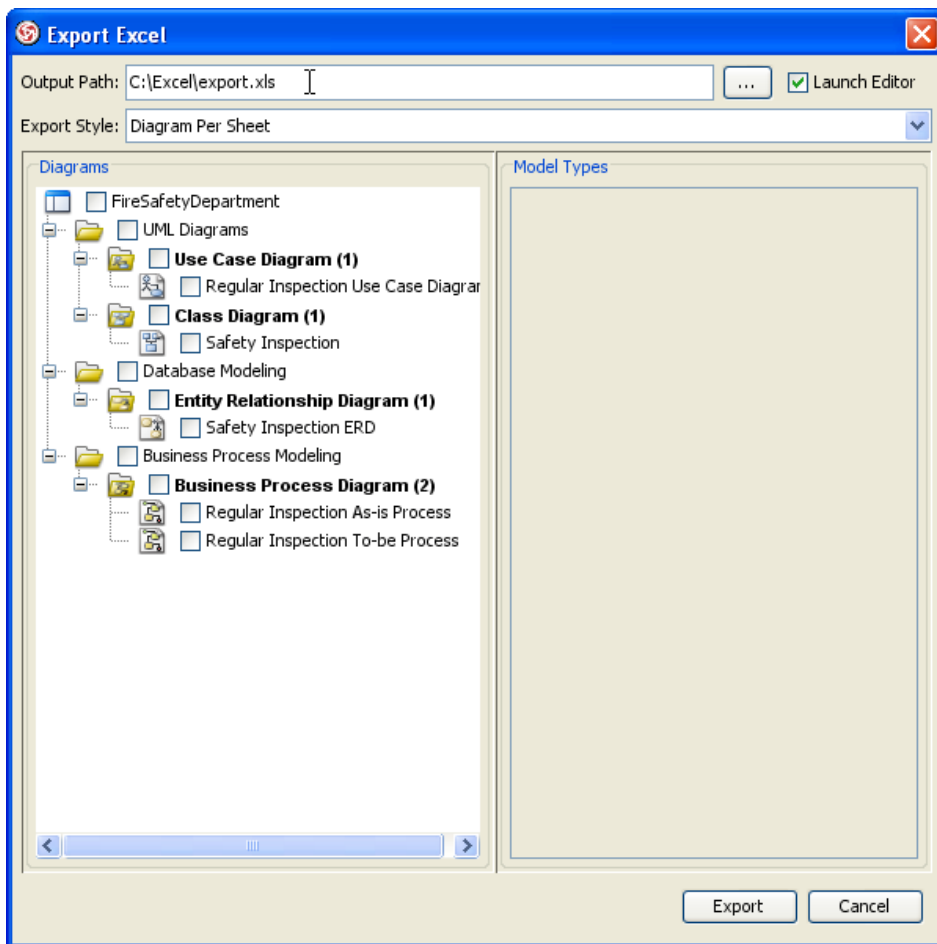 Export Excel
Output Path: C:\Excel\export.xls ... Launch Editor
Export Style: Diagram Per Sheet
Diagrams
FireSafetyDepartment
UML Diagrams
Use Case Diagram (1)
Regular Inspection Use Case Diagrar
Class Diagram (1)
Safety Inspection
Database Modeling
Entity Relationship Diagram (1)
Safety Inspection ERD
Business Process Modeling
Business Process Diagram (2)
Regular Inspection As-is Process
Regular Inspection To-be Process
Model Types
Export Cancel